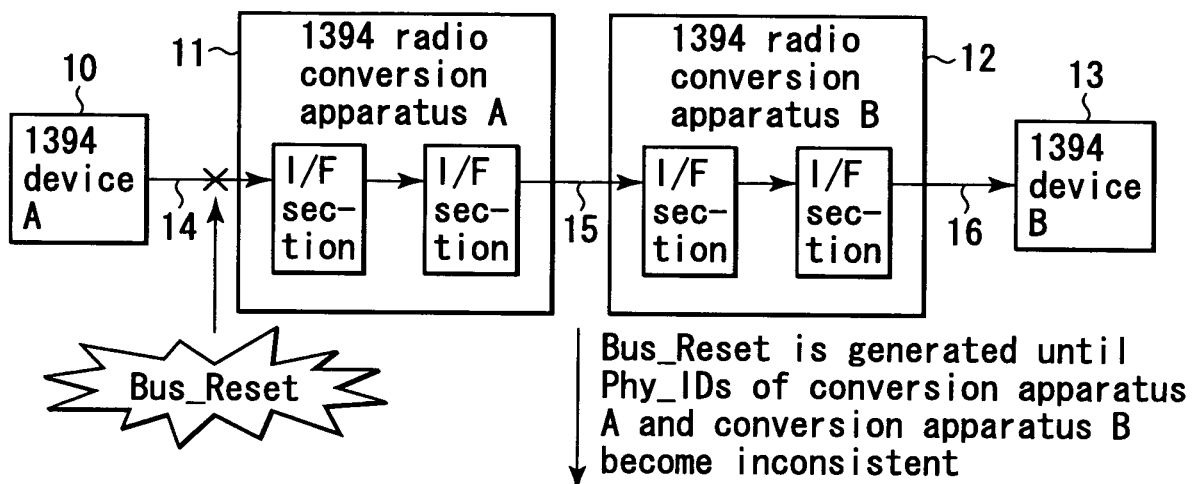 10
1394
device
A
14
Bus_Reset
11
1394 radio
conversion
apparatus A
I/F
sec-
tion
I/F
sec-
tion
15
1394 radio
conversion
apparatus B
I/F
sec-
tion
I/F
sec-
tion
12
16
13
1394
device
B
Bus_Reset is generated until
Phy_IDs of conversion apparatus
A and conversion apparatus B
become inconsistent